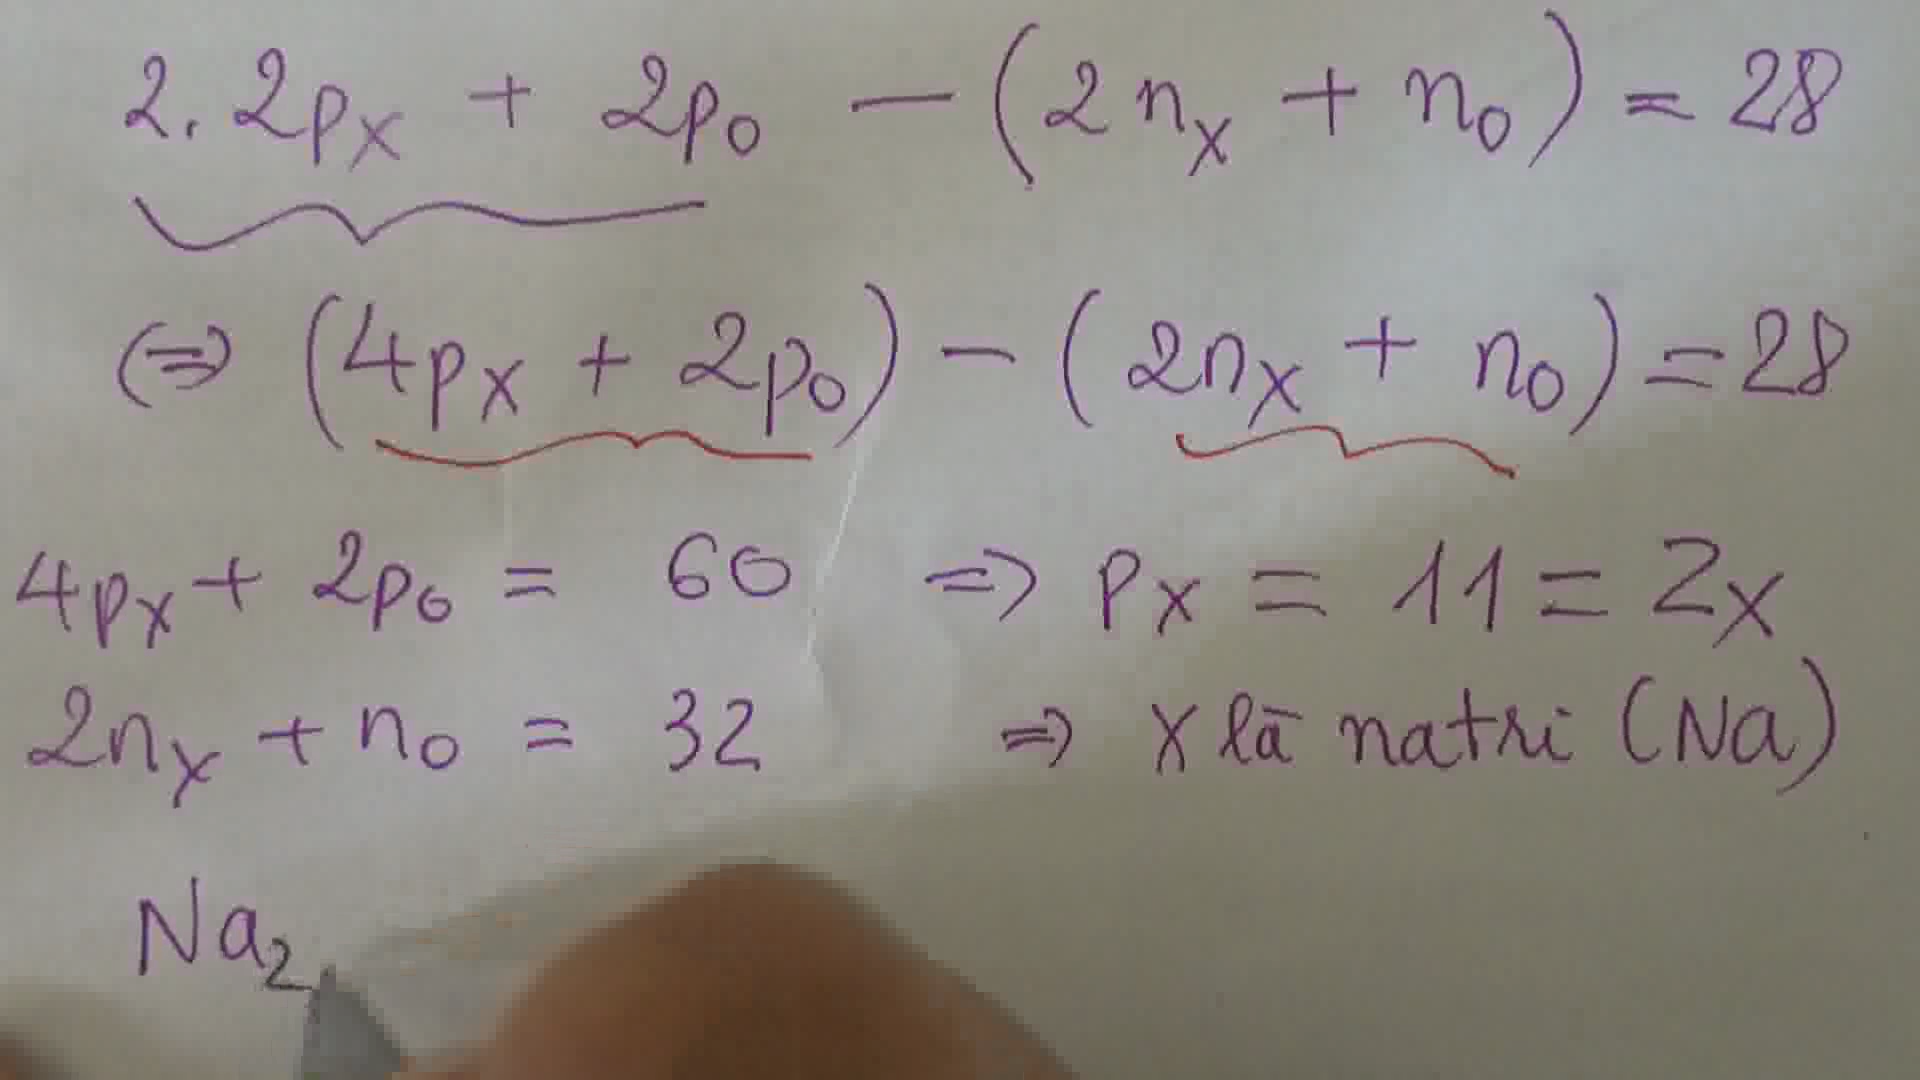 2. 2pₓ + 2p₀ − (2nₓ + n₀) = 28
(⇒) (4pₓ + 2p₀) − (2nₓ + n₀) = 28
4pₓ + 2p₀ = 60 ⇒ pₓ = 11 = Zₓ
2nₓ + n₀ = 32 ⇒ X là natri (Na)
Na₂